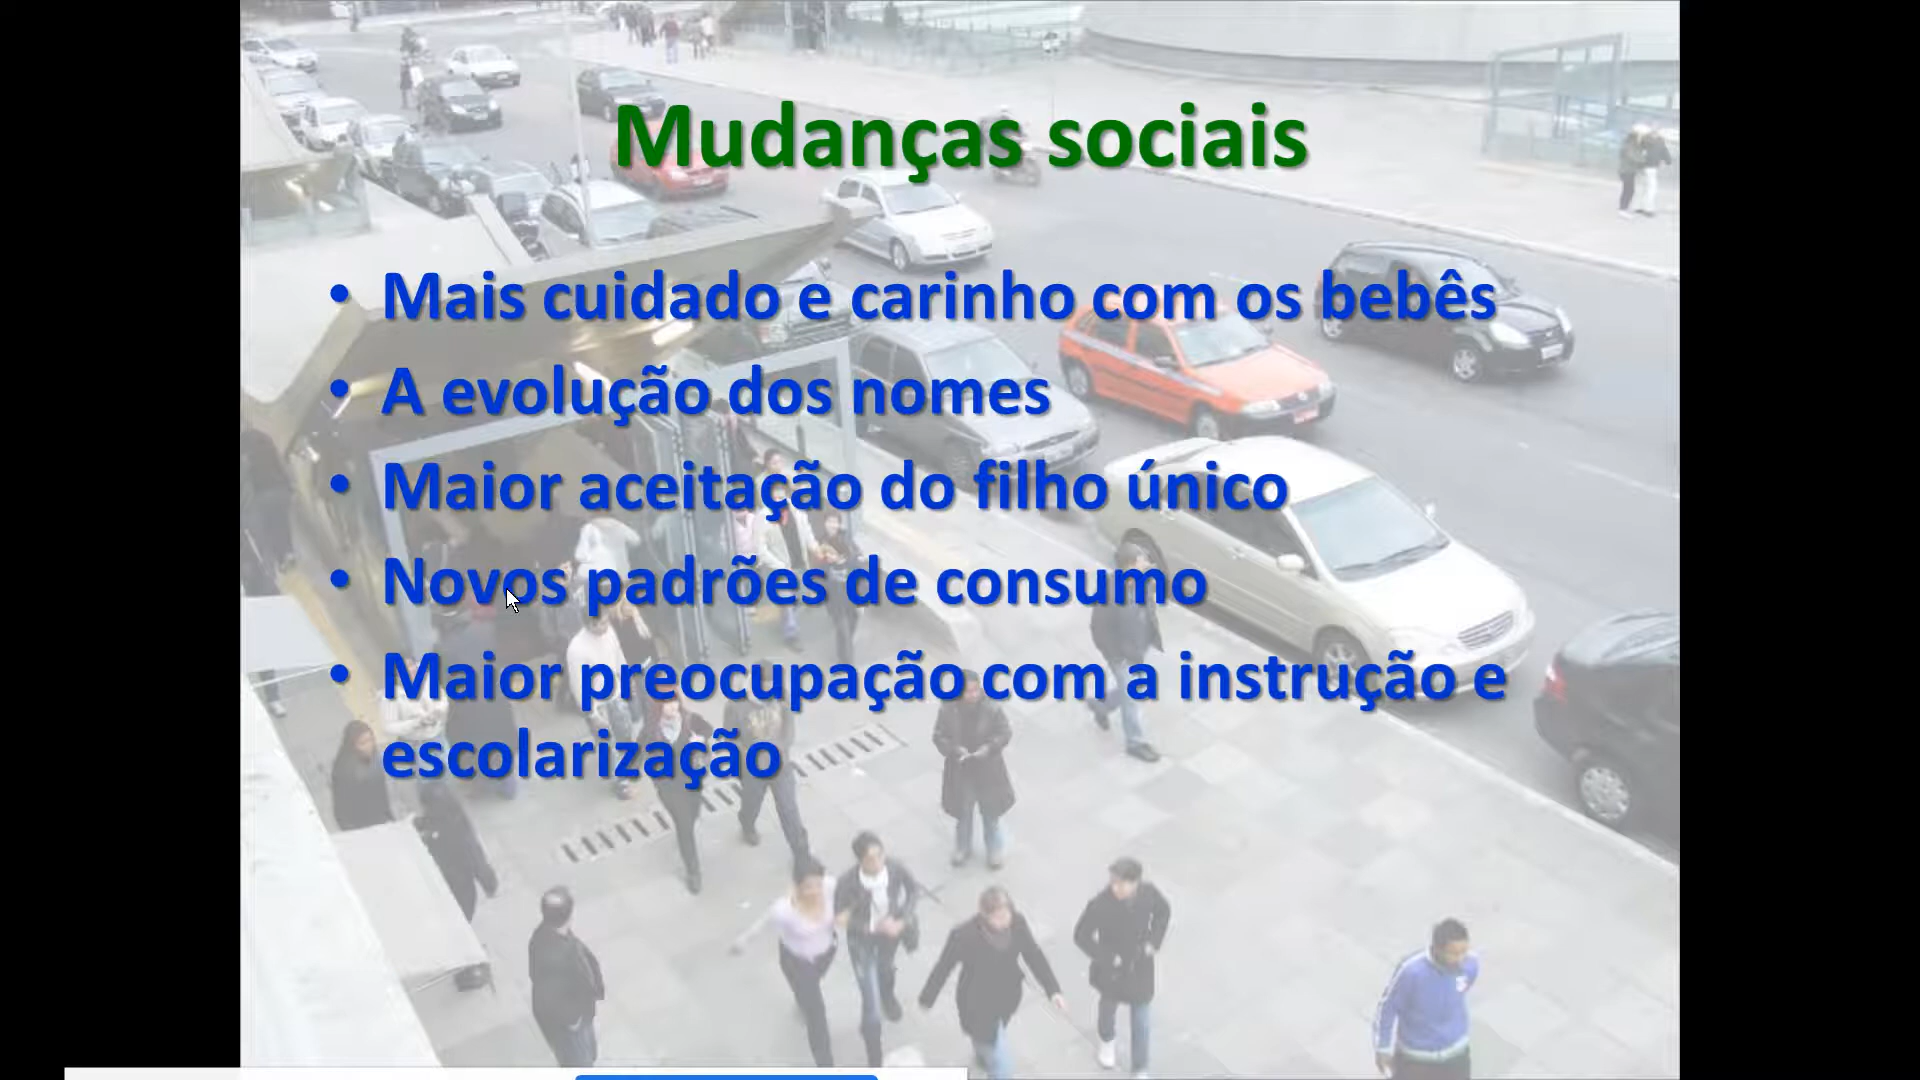 Mudanças sociais
• Mais cuidado e carinho com os bebês
• A evolução dos nomes
• Maior aceitação do filho único
• Novos padrões de consumo
• Maior preocupação com a instrução e
escolarização